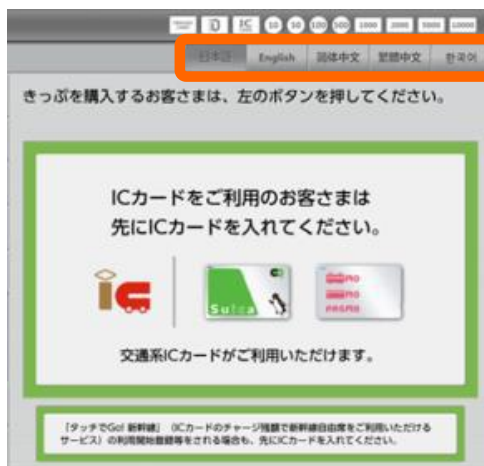 10 50 100 500 1000 2000 5000 10000
日本語 English 简体中文 繁體中文 한국어
きっぷを購入するお客さまは、左のボタンを押してください。
ICカードをご利用のお客さまは
先にICカードを入れてください。
Suica PASMO
交通系ICカードがご利用いただけます。
「タッチでGo!新幹線」(ICカードのチャージ残額で新幹線自由席をご利用いただける
サービス)の利用開始登録等をされる場合も、先にICカードを入れてください。